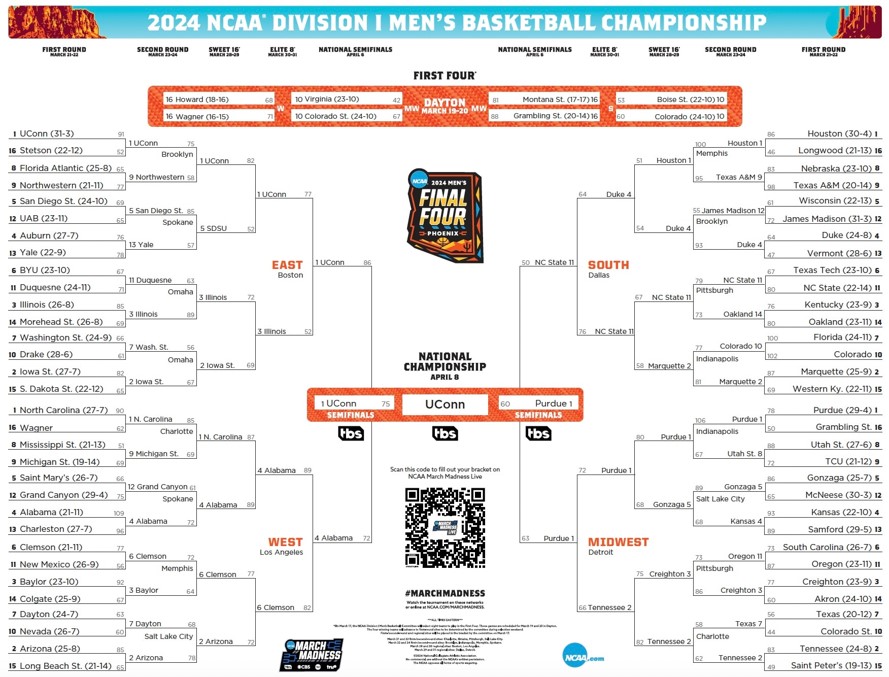 2024 NCAA® DIVISION I MEN'S BASKETBALL CHAMPIONSHIP
FIRST ROUND
MARCH 21-22
SECOND ROUND
MARCH 23-24
SWEET 16®
MARCH 28-29
ELITE 8®
MARCH 30-31
NATIONAL SEMIFINALS
APRIL 6
NATIONAL SEMIFINALS
APRIL 6
ELITE 8®
MARCH 30-31
SWEET 16®
MARCH 28-29
SECOND ROUND
MARCH 23-24
FIRST ROUND
MARCH 21-22
FIRST FOUR®
16 Howard (18-16) 68
16 Wagner (16-15) 71
W
10 Virginia (23-10) 42
10 Colorado St. (24-10) 67
MW
DAYTON
MARCH 19-20
MW
81 Montana St. (17-17) 16
88 Grambling St. (20-14) 16
S
53 Boise St. (22-10) 10
60 Colorado (24-10) 10
1 UConn (31-3) 91
16 Stetson (22-12) 52
8 Florida Atlantic (25-8) 65
9 Northwestern (21-11) 77
5 San Diego St. (24-10) 69
12 UAB (23-11) 65
4 Auburn (27-7) 76
13 Yale (22-9) 78
6 BYU (23-10) 67
11 Duquesne (24-11) 71
3 Illinois (26-8) 85
14 Morehead St. (26-8) 69
7 Washington St. (24-9) 66
10 Drake (28-6) 61
2 Iowa St. (27-7) 82
15 S. Dakota St. (22-12) 65
1 UConn 75
Brooklyn
9 Northwestern 58
5 San Diego St. 85
Spokane
13 Yale 57
11 Duquesne 63
Omaha
3 Illinois 89
7 Wash. St. 56
Omaha
2 Iowa St. 67
1 UConn 82
5 SDSU 52
3 Illinois 72
2 Iowa St. 69
1 UConn 77
3 Illinois 52
EAST
Boston
1 UConn 86
1 North Carolina (27-7) 90
16 Wagner 62
8 Mississippi St. (21-13) 51
9 Michigan St. (19-14) 69
5 Saint Mary's (26-7) 66
12 Grand Canyon (29-4) 75
4 Alabama (21-11) 109
13 Charleston (27-7) 96
6 Clemson (21-11) 77
11 New Mexico (26-9) 56
3 Baylor (23-10) 92
14 Colgate (25-9) 67
7 Dayton (24-7) 63
10 Nevada (26-7) 60
2 Arizona (25-8) 85
15 Long Beach St. (21-14) 65
1 N. Carolina 85
Charlotte
9 Michigan St. 69
12 Grand Canyon 61
Spokane
4 Alabama 72
6 Clemson 72
Memphis
3 Baylor 64
7 Dayton 68
Salt Lake City
2 Arizona 78
1 N. Carolina 87
4 Alabama 89
6 Clemson 77
2 Arizona 72
4 Alabama 89
6 Clemson 82
WEST
Los Angeles
4 Alabama 72
NCAA
2024 MEN'S
FINAL
FOUR
PHOENIX
NATIONAL
CHAMPIONSHIP
APRIL 8
1 UConn 75
SEMIFINALS
UConn
60 Purdue 1
SEMIFINALS
tbs
tbs
tbs
Scan this code to fill out your bracket on
NCAA March Madness Live
MARCH
MADNESS
LIVE
#MARCHMADNESS
Watch the tournament on these networks
or online at NCAA.COM/MARCHMADNESS.
MARCH
MADNESS
tbs CBS tnt tru
NCAA.com
86 Houston (30-4) 1
46 Longwood (21-13) 16
83 Nebraska (23-10) 8
98 Texas A&M (20-14) 9
61 Wisconsin (22-13) 5
72 James Madison (31-3) 12
64 Duke (24-8) 4
47 Vermont (28-6) 13
67 Texas Tech (23-10) 6
80 NC State (22-14) 11
76 Kentucky (23-9) 3
80 Oakland (23-11) 14
100 Florida (24-11) 7
102 Colorado 10
87 Marquette (25-9) 2
69 Western Ky. (22-11) 15
100 Houston 1
Memphis
95 Texas A&M 9
55 James Madison 12
Brooklyn
93 Duke 4
79 NC State 11
Pittsburgh
73 Oakland 14
77 Colorado 10
Indianapolis
81 Marquette 2
51 Houston 1
54 Duke 4
67 NC State 11
58 Marquette 2
64 Duke 4
76 NC State 11
SOUTH
Dallas
50 NC State 11
78 Purdue (29-4) 1
50 Grambling St. 16
88 Utah St. (27-6) 8
72 TCU (21-12) 9
86 Gonzaga (25-7) 5
65 McNeese (30-3) 12
93 Kansas (22-10) 4
89 Samford (29-5) 13
73 South Carolina (26-7) 6
87 Oregon (23-11) 11
77 Creighton (23-9) 3
60 Akron (24-10) 14
56 Texas (20-12) 7
44 Colorado St. 10
83 Tennessee (24-8) 2
49 Saint Peter's (19-13) 15
106 Purdue 1
Indianapolis
67 Utah St. 8
89 Gonzaga 5
Salt Lake City
68 Kansas 4
73 Oregon 11
Pittsburgh
86 Creighton 3
58 Texas 7
Charlotte
62 Tennessee 2
80 Purdue 1
68 Gonzaga 5
75 Creighton 3
82 Tennessee 2
72 Purdue 1
66 Tennessee 2
MIDWEST
Detroit
63 Purdue 1